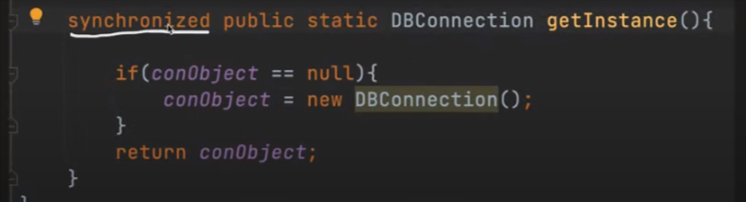 synchronized public static DBConnection getInstance(){
if(conObject == null){
conObject = new DBConnection();
}
return conObject;
}
}